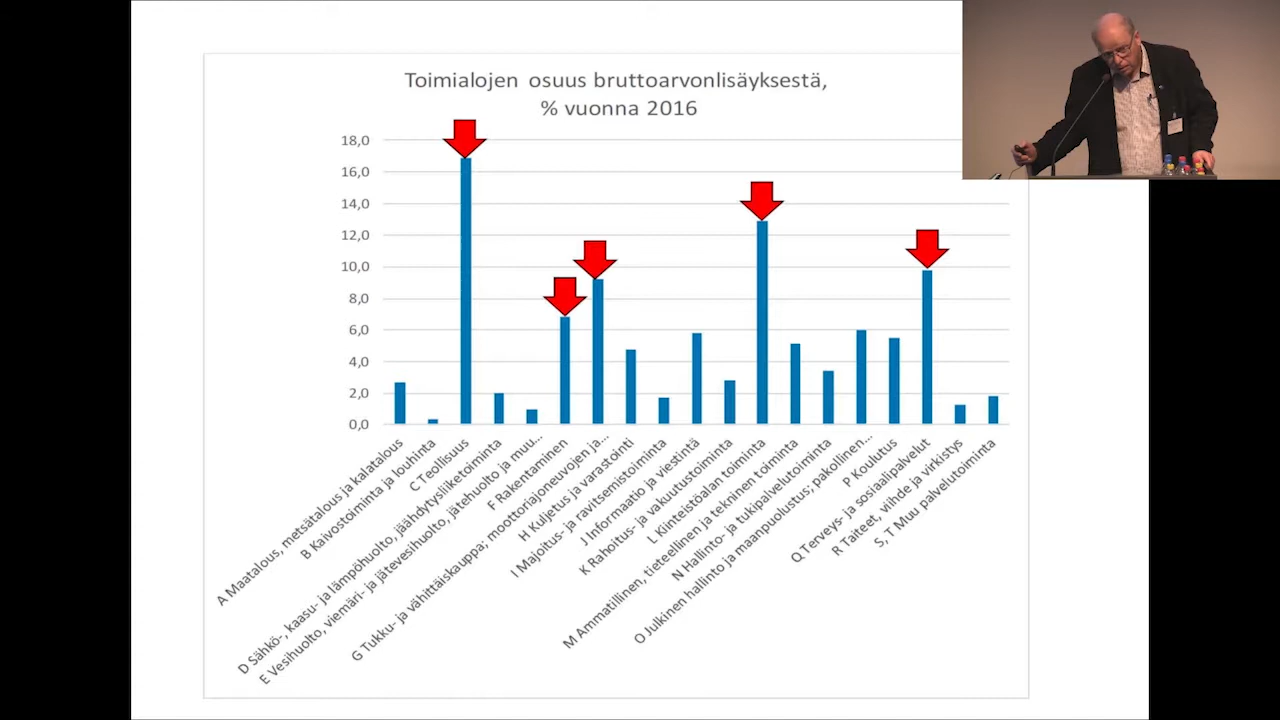 Toimialojen osuus bruttoarvonlisäyksestä,
% vuonna 2016
18,0
16,0
14,0
12,0
10,0
8,0
6,0
4,0
2,0
0,0
A Maatalous, metsätalous ja kalatalous
B Kaivostoiminta ja louhinta
C Teollisuus
D Sähkö-, kaasu- ja lämpöhuolto, jäähdytysliiketoiminta
E Vesihuolto, viemäri- ja jätevesihuolto, jätehuolto ja muu...
F Rakentaminen
G Tukku- ja vähittäiskauppa; moottoriajoneuvojen ja...
H Kuljetus ja varastointi
I Majoitus- ja ravitsemistoiminta
J Informaatio ja viestintä
K Rahoitus- ja vakuutustoiminta
L Kiinteistöalan toiminta
M Ammatillinen, tieteellinen ja tekninen toiminta
N Hallinto- ja tukipalvelutoiminta
O Julkinen hallinto ja maanpuolustus; pakollinen...
P Koulutus
Q Terveys- ja sosiaalipalvelut
R Taiteet, viihde ja virkistys
S, T Muu palvelutoiminta